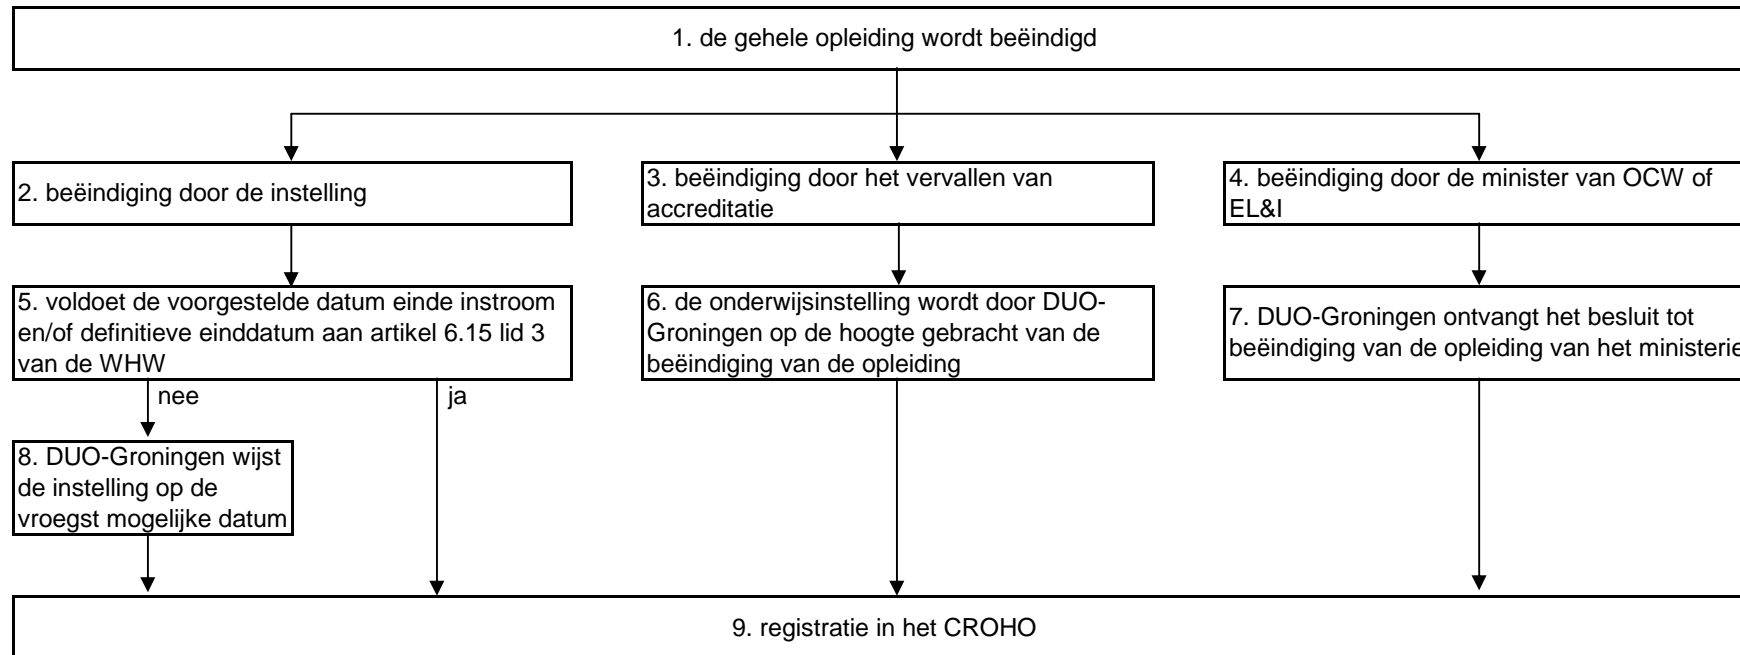 1. de gehele opleiding wordt beëindigd
2. beëindiging door de instelling
3. beëindiging door het vervallen van
accreditatie
4. beëindiging door de minister van OCW of
EL&I
5. voldoet de voorgestelde datum einde instroom
en/of definitieve einddatum aan artikel 6.15 lid 3
van de WHW
6. de onderwijsinstelling wordt door DUO-
Groningen op de hoogte gebracht van de
beëindiging van de opleiding
7. DUO-Groningen ontvangt het besluit tot
beëindiging van de opleiding van het ministerie
nee
ja
8. DUO-Groningen wijst
de instelling op de
vroegst mogelijke datum
9. registratie in het CROHO